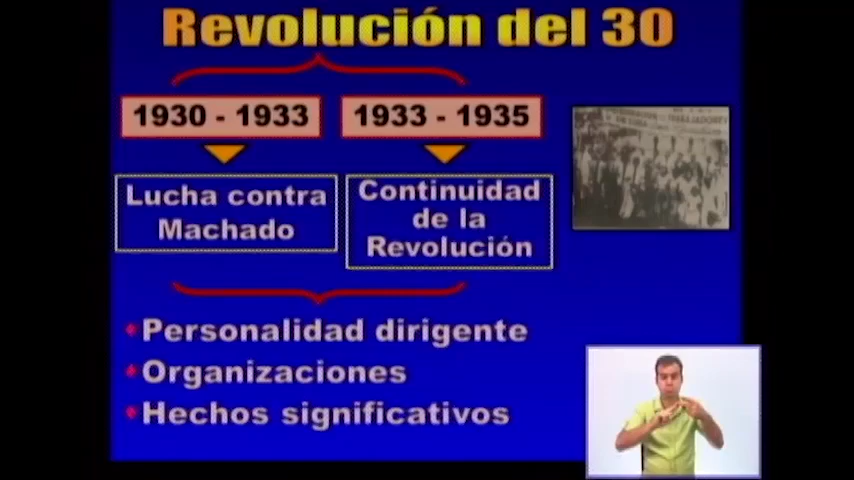 Revolución del 30
1930 - 1933
1933 - 1935
Lucha contra
Machado
Continuidad
de la
Revolución
Personalidad dirigente
Organizaciones
Hechos significativos